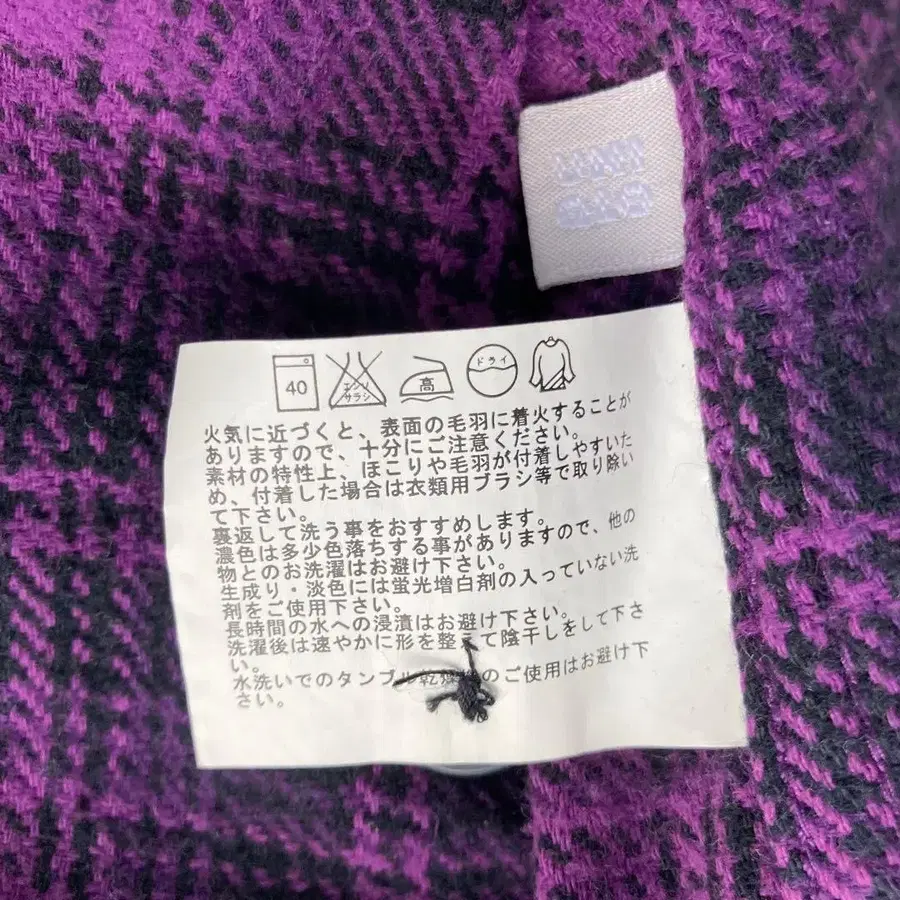 40
エンソ
サラシ
高
ドライ
火気に近づくと、表面の毛羽に着火することが
ありますので、十分にご注意ください。
素材の特性上、ほこりや毛羽が付着しやすいた
め、付着した場合は衣類用ブラシ等で取り除い
て下さい。
裏返して洗う事をおすすめします。
濃色は多少色落ちする事がありますので、他の
物とのお洗濯はお避け下さい。
生成り・淡色には蛍光増白剤の入っていない洗
剤をご使用下さい。
長時間の水への浸漬はお避け下さい。
洗濯後は速やかに形を整えて陰干しをして下さ
い。
水洗いでのタンブル乾燥のご使用はお避け下
さい。